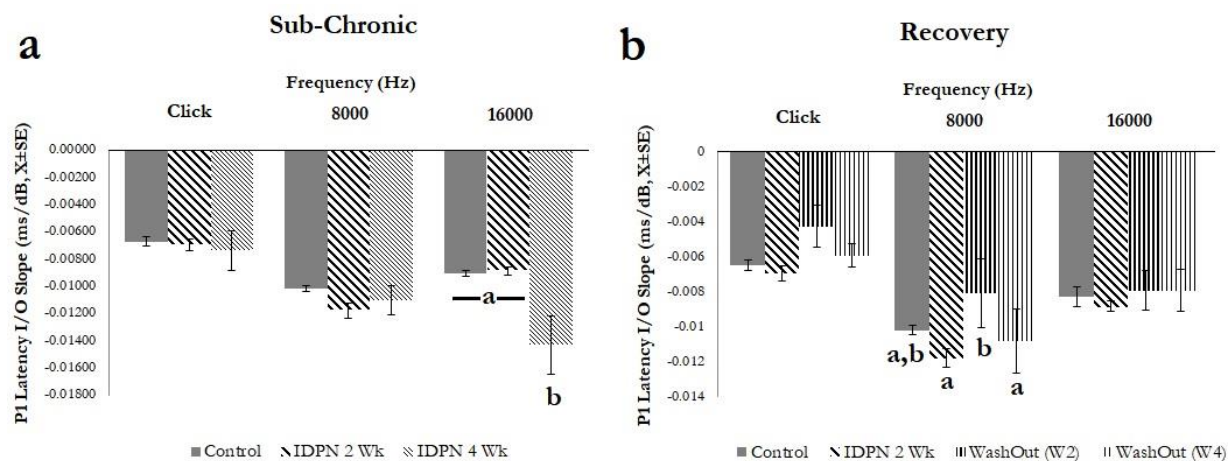 a
Sub-Chronic
Frequency (Hz)
Click 8000 16000
P1 Latency I/O Slope (ms/dB, X±SE)
0.00000
-0.00200
-0.00400
-0.00600
-0.00800
-0.01000
-0.01200
-0.01400
-0.01600
-0.01800
a
b
Control IDPN 2 Wk IDPN 4 Wk
b
Recovery
Frequency (Hz)
Click 8000 16000
P1 Latency I/O Slope (ms/dB, X±SE)
0
-0.002
-0.004
-0.006
-0.008
-0.01
-0.012
-0.014
a,b
a
b
a
Control IDPN 2 Wk WashOut (W2) WashOut (W4)